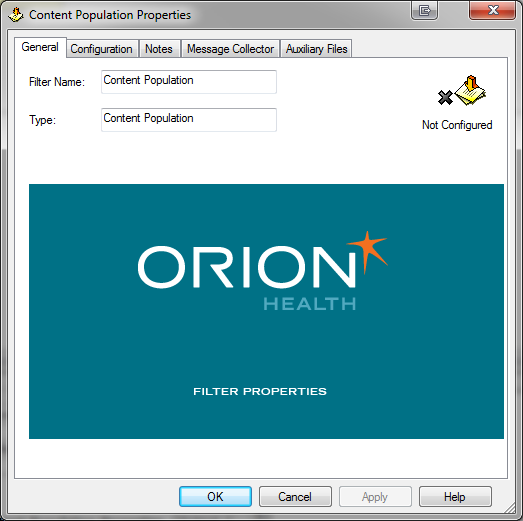 Content Population Properties
General Configuration Notes Message Collector Auxiliary Files
Filter Name: Content Population
Type: Content Population
Not Configured
ORION
HEALTH
FILTER PROPERTIES
OK Cancel Apply Help